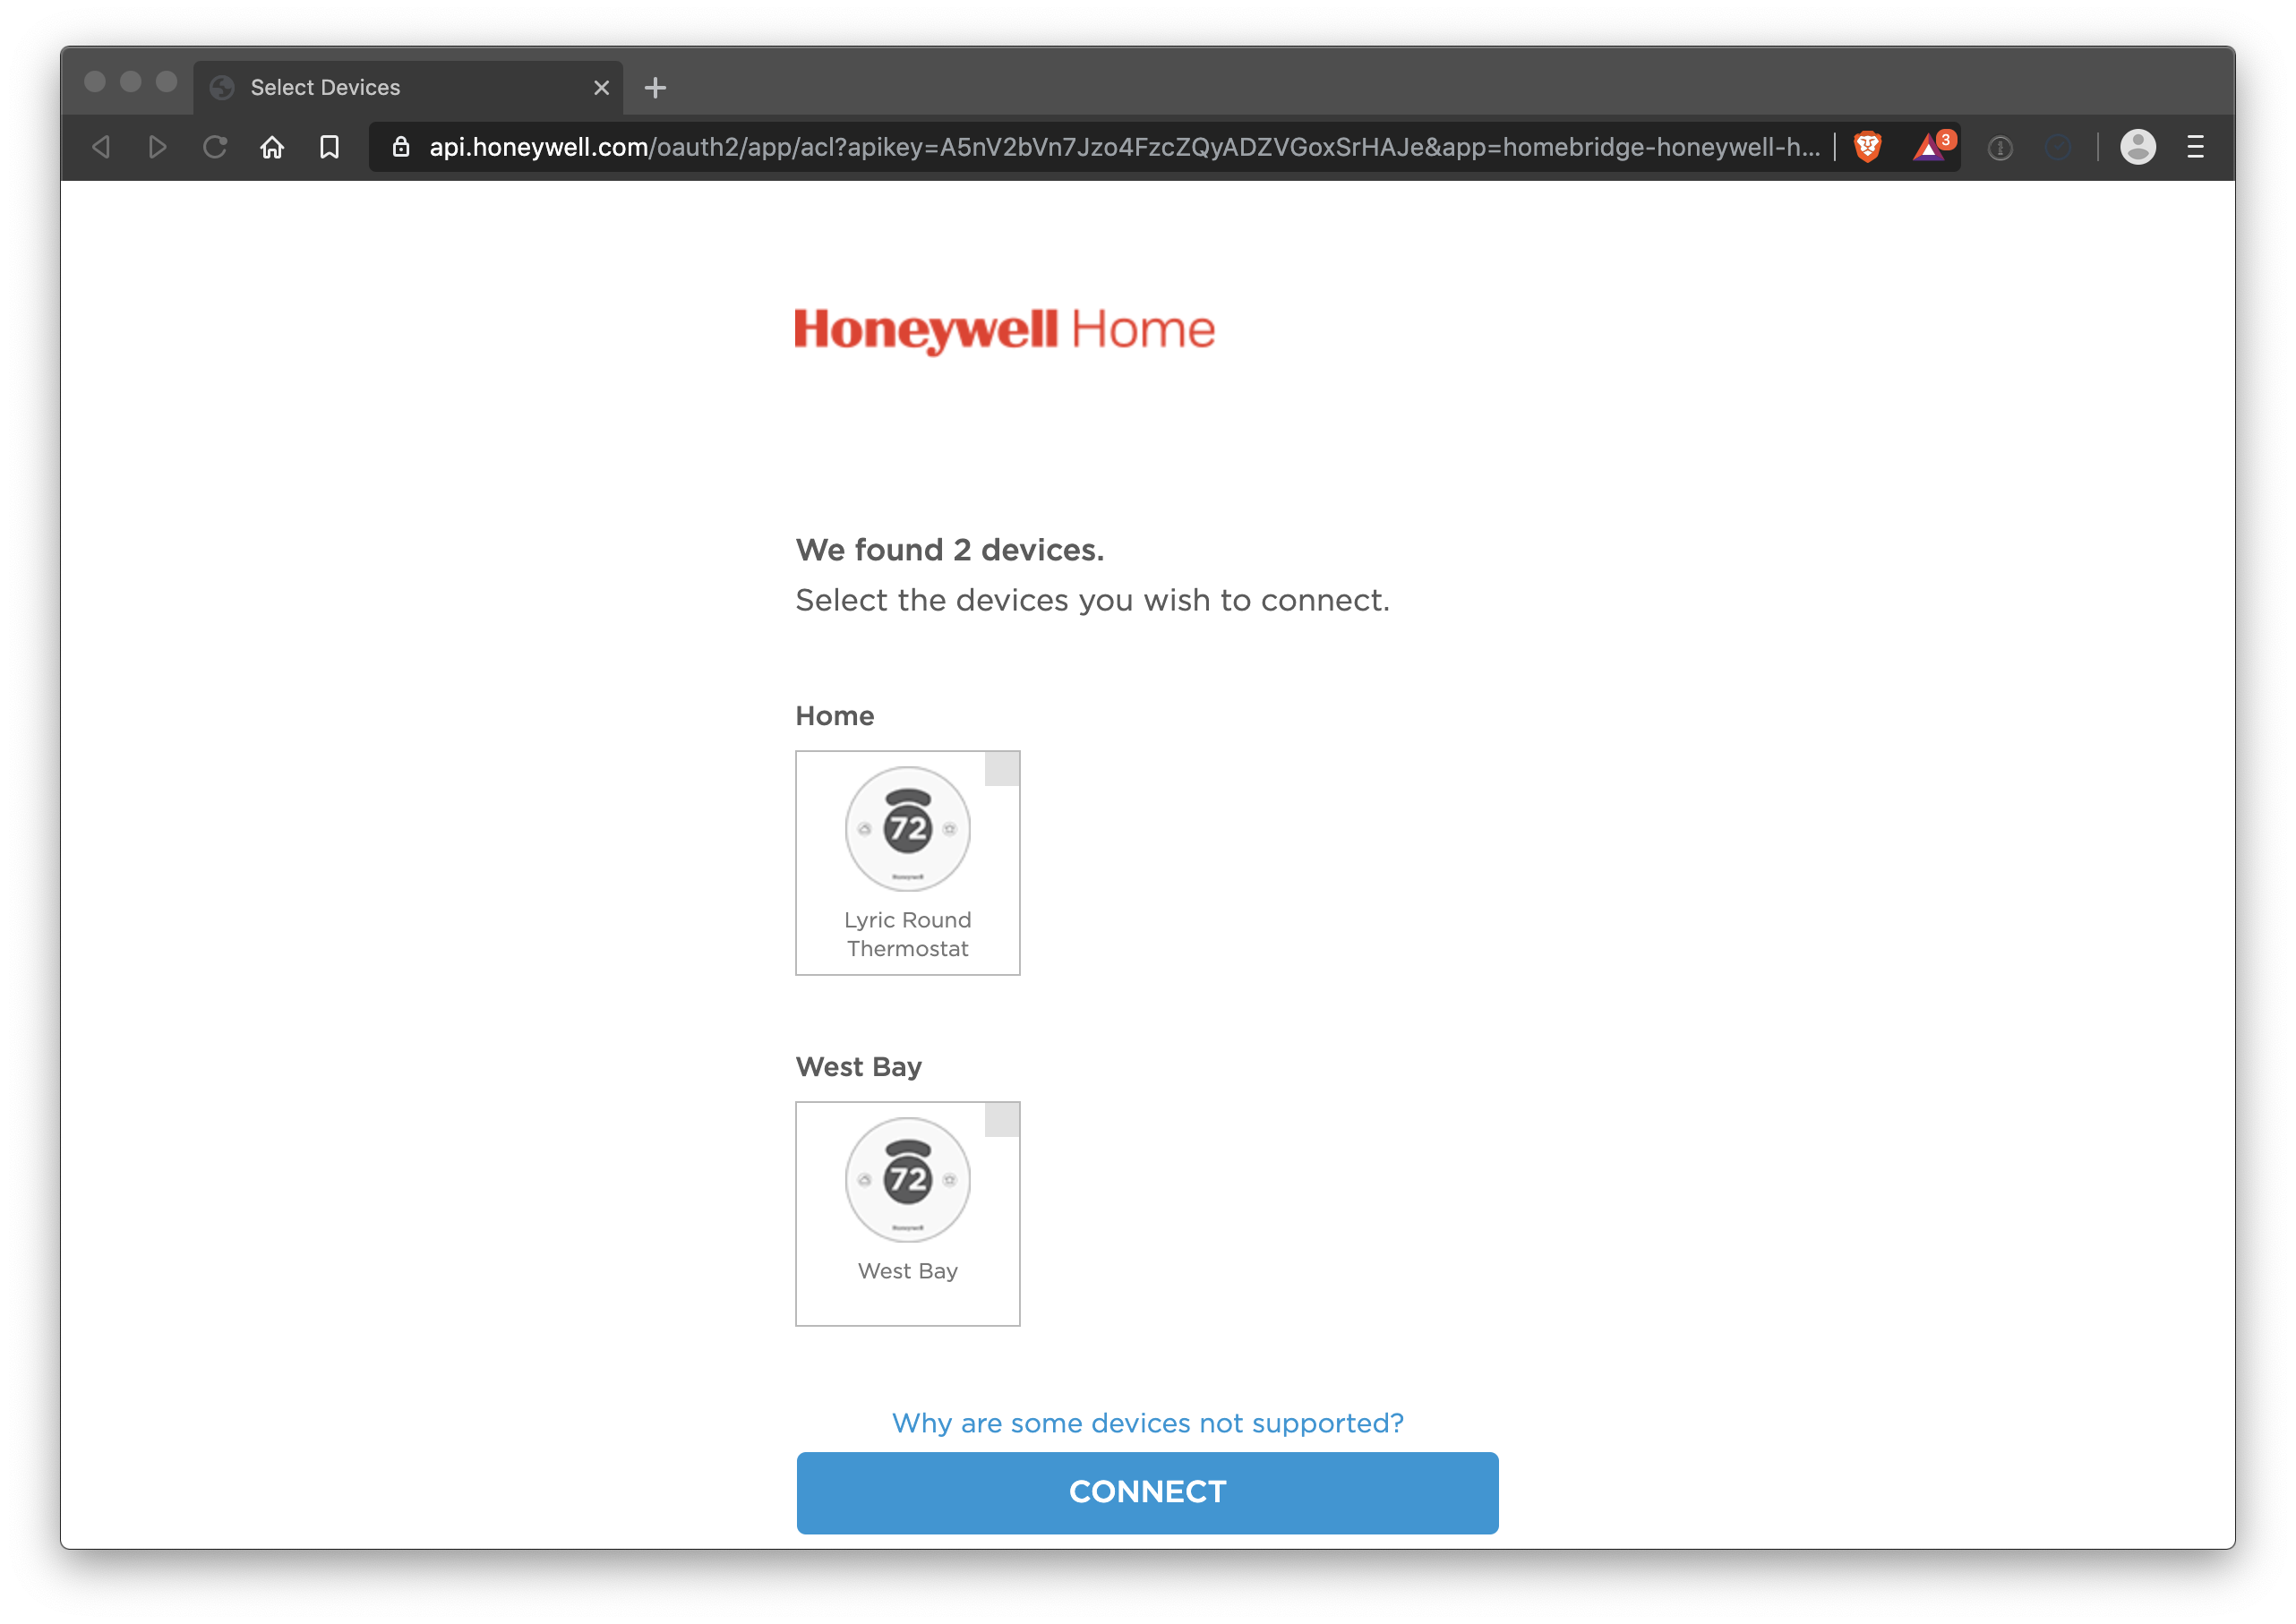 Select Devices
api.honeywell.com/oauth2/app/acl?apikey=A5nV2bVn7Jzo4FzcZQyADZVGoxSrHAJe&app=homebridge-honeywell-h...
3
Honeywell Home
We found 2 devices.
Select the devices you wish to connect.
Home
72
Honeywell
Lyric Round
Thermostat
West Bay
72
Honeywell
West Bay
Why are some devices not supported?
CONNECT